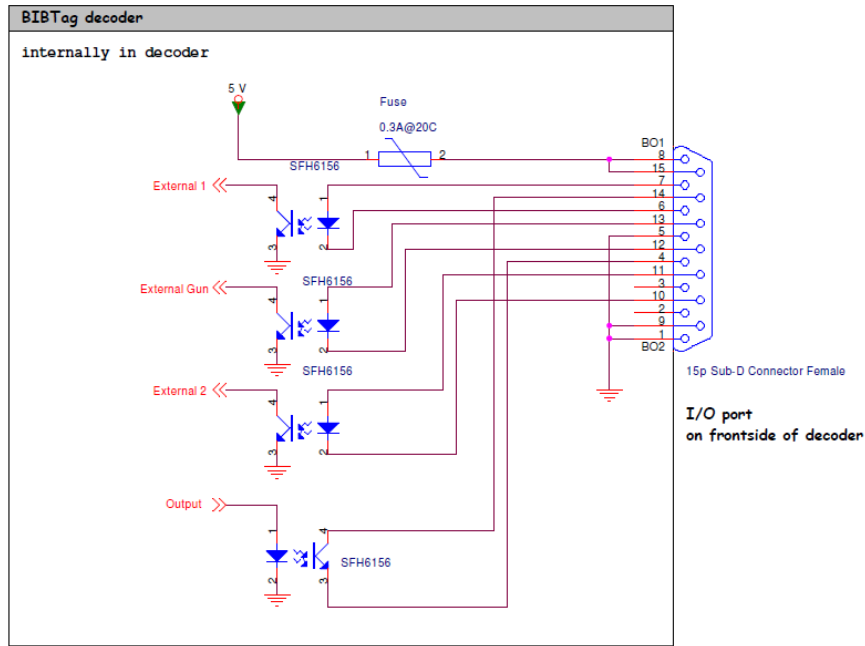 BIBTag decoder
internally in decoder
5 V
Fuse
0.3A@20C
1
2
BO1
8
15
7
14
6
13
5
12
4
11
3
10
2
9
1
BO2
SFH6156
External 1
4
3
1
2
SFH6156
External Gun
4
3
1
2
SFH6156
External 2
4
3
1
2
15p Sub-D Connector Female
I/O port
on frontside of decoder
Output
1
2
4
3
SFH6156